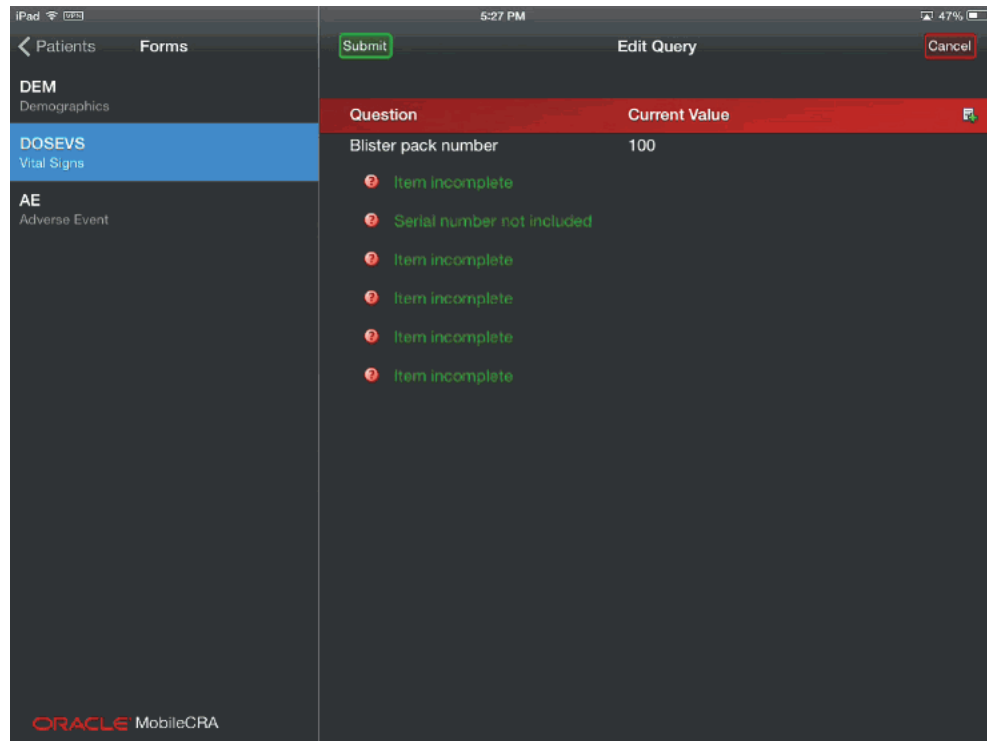 iPad VPN 5:27 PM 47%
Patients Forms
Submit Edit Query Cancel
DEM
Demographics
Question Current Value
DOSEVS
Vital Signs
Blister pack number 100
? Item incomplete
AE
Adverse Event
? Serial number not included
? Item incomplete
? Item incomplete
? Item incomplete
? Item incomplete
ORACLE MobileCRA